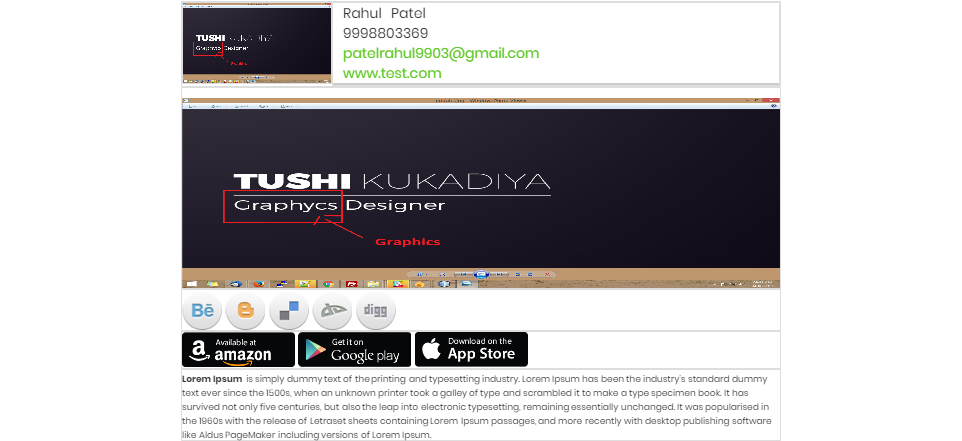 TUSHI KUKADIYA
Graphycs Designer
Graphics
Rahul Patel
9998803369
patelrahul9903@gmail.com
www.test.com
TUSHI KUKADIYA
Graphycs Designer
Graphics
Bē
digg
Available at
amazon
Get it on
Google play
Download on the
App Store
Lorem Ipsum is simply dummy text of the printing and typesetting industry. Lorem Ipsum has been the industry's standard dummy
text ever since the 1500s, when an unknown printer took a galley of type and scrambled it to make a type specimen book. It has
survived not only five centuries, but also the leap into electronic typesetting, remaining essentially unchanged. It was popularised in
the 1960s with the release of Letraset sheets containing Lorem Ipsum passages, and more recently with desktop publishing software
like Aldus PageMaker including versions of Lorem Ipsum.